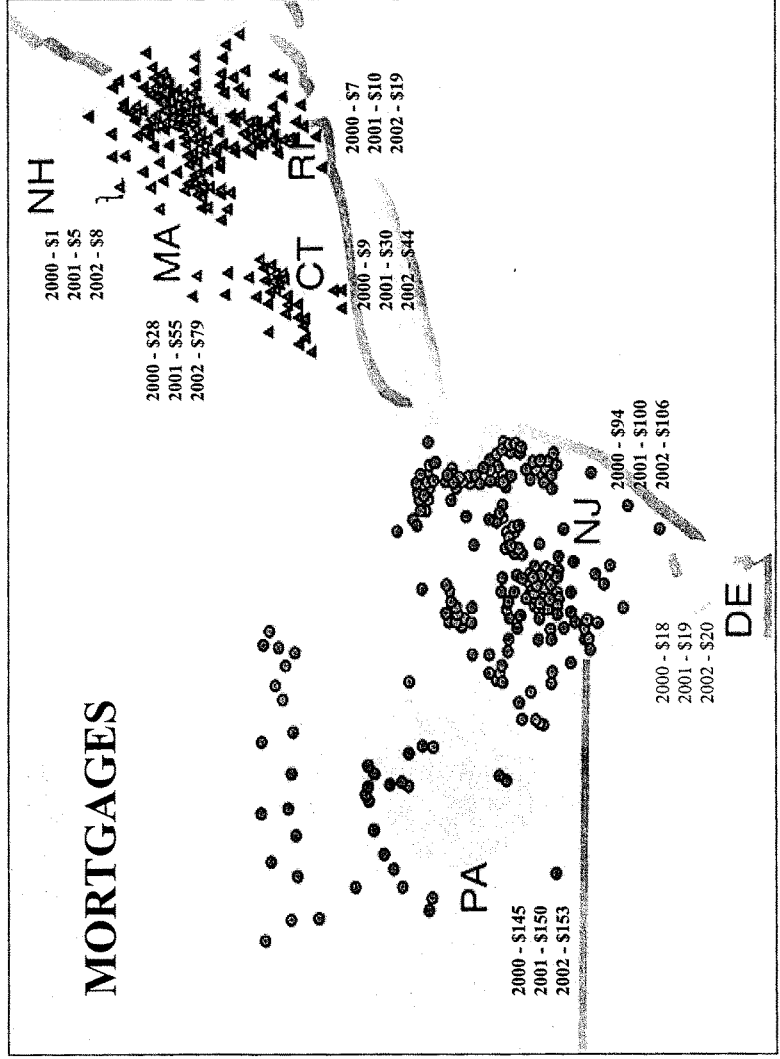 MORTGAGES
NH
2000 - $1
2001 - $5
2002 - $8
MA
2000 - $28
2001 - $55
2002 - $79
RI
2000 - $7
2001 - $10
2002 - $19
CT
2000 - $9
2001 - $30
2002 - $44
PA
2000 - $145
2001 - $150
2002 - $153
NJ
2000 - $94
2001 - $100
2002 - $106
DE
2000 - $18
2001 - $19
2002 - $20